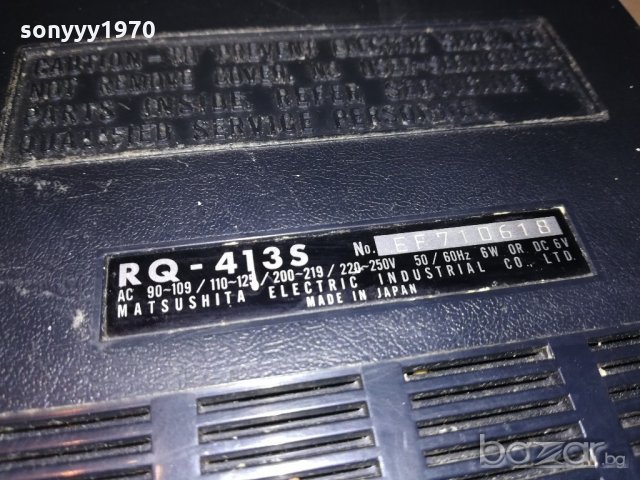 sonyyy1970
CAUTION-TO PREVENT ELECTRIC SHOCK DO
NOT REMOVE COVER. NO USER-SERVICEABLE
PARTS INSIDE. REFER SERVICING TO
QUALIFIED SERVICE PERSONNEL.
RQ-413S No. EF710618
AC 90~109 / 110~125 / 200~219 / 220~250V 50/60Hz 6W OR DC 6V
MATSUSHITA ELECTRIC INDUSTRIAL CO., LTD.
MADE IN JAPAN
bazar.bg